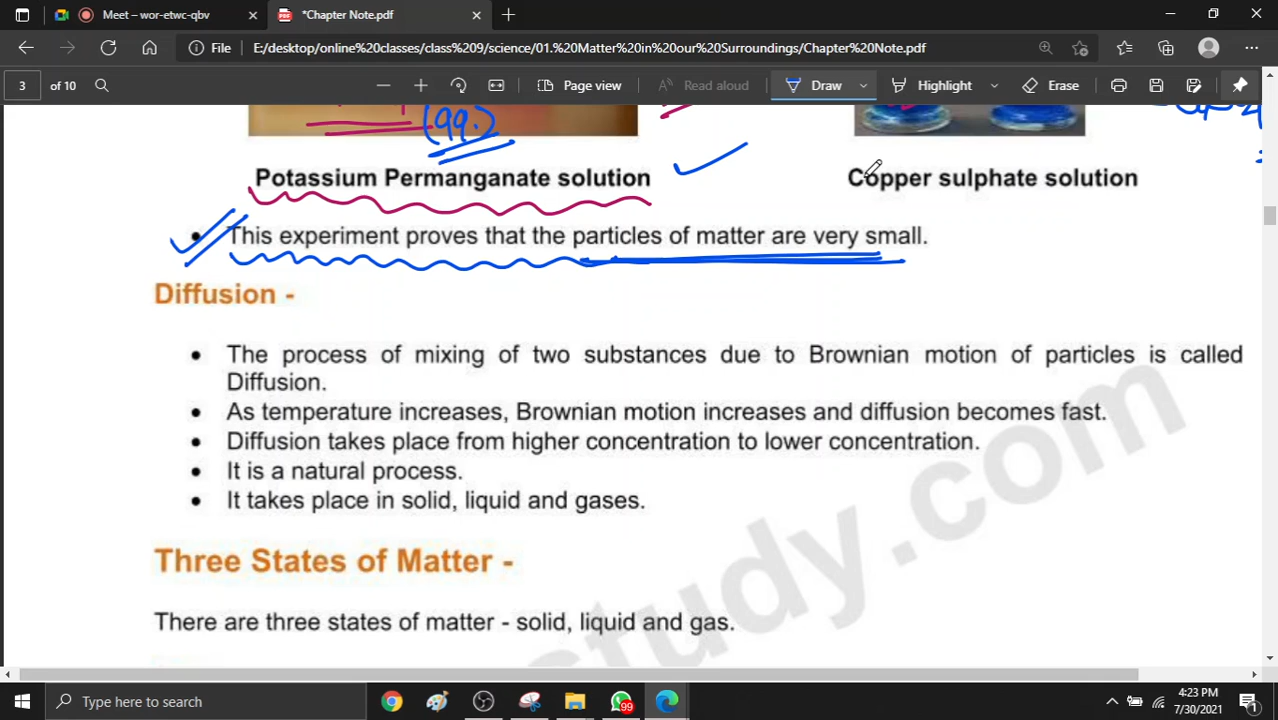 Meet – wor-etwc-qbv
*Chapter Note.pdf
File
E:/desktop/online%20classes/class%209/science/01.%20Matter%20in%20our%20Surroundings/Chapter%20Note.pdf
3 of 10
Page view
Read aloud
Draw
Highlight
Erase
(99.)
Potassium Permanganate solution
Copper sulphate solution
• This experiment proves that the particles of matter are very small.
Diffusion -
• The process of mixing of two substances due to Brownian motion of particles is called
Diffusion.
• As temperature increases, Brownian motion increases and diffusion becomes fast.
• Diffusion takes place from higher concentration to lower concentration.
• It is a natural process.
• It takes place in solid, liquid and gases.
Three States of Matter -
There are three states of matter - solid, liquid and gas.
study.com
Type here to search
99
4:23 PM
7/30/2021
1